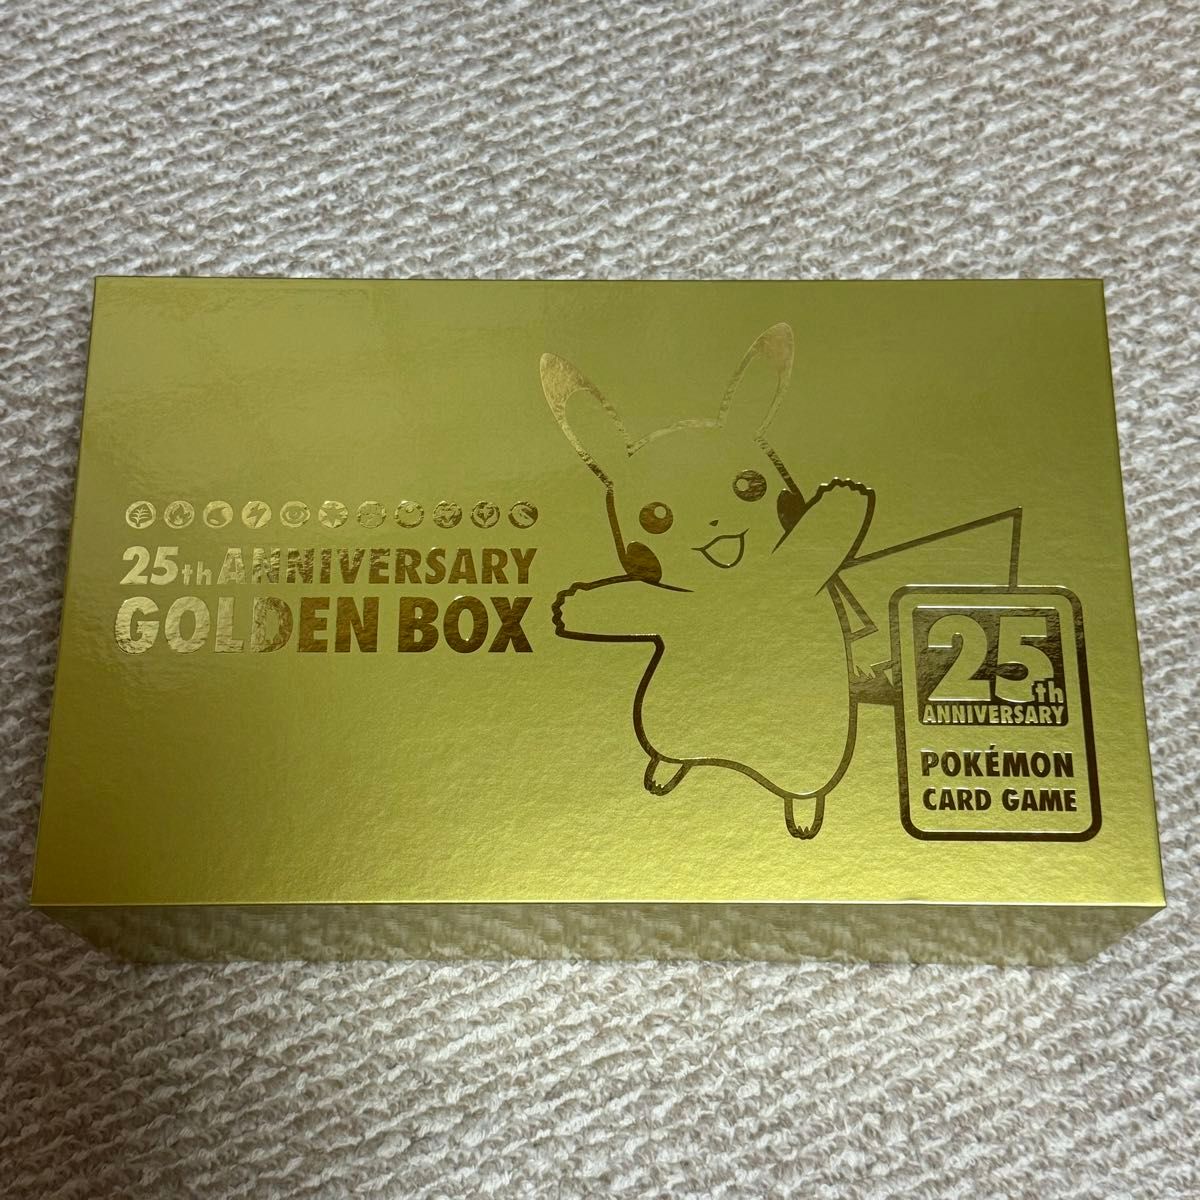 25th ANNIVERSARY
GOLDEN BOX
25th
ANNIVERSARY
POKÉMON
CARD GAME